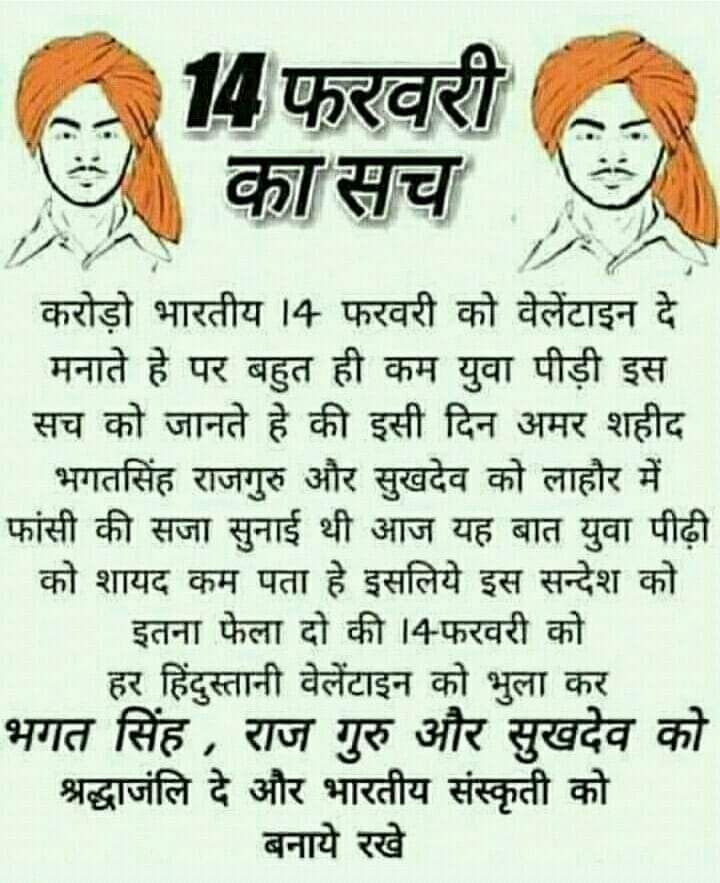 14 फरवरी
का सच
करोड़ो भारतीय 14 फरवरी को वेलेंटाइन दे
मनाते हे पर बहुत ही कम युवा पीड़ी इस
सच को जानते हे की इसी दिन अमर शहीद
भगतसिंह राजगुरु और सुखदेव को लाहौर में
फांसी की सजा सुनाई थी आज यह बात युवा पीढ़ी
को शायद कम पता हे इसलिये इस सन्देश को
इतना फेला दो की 14-फरवरी को
हर हिंदुस्तानी वेलेंटाइन को भुला कर
भगत सिंह , राज गुरु और सुखदेव को
श्रद्धाजंलि दे और भारतीय संस्कृती को
बनाये रखे